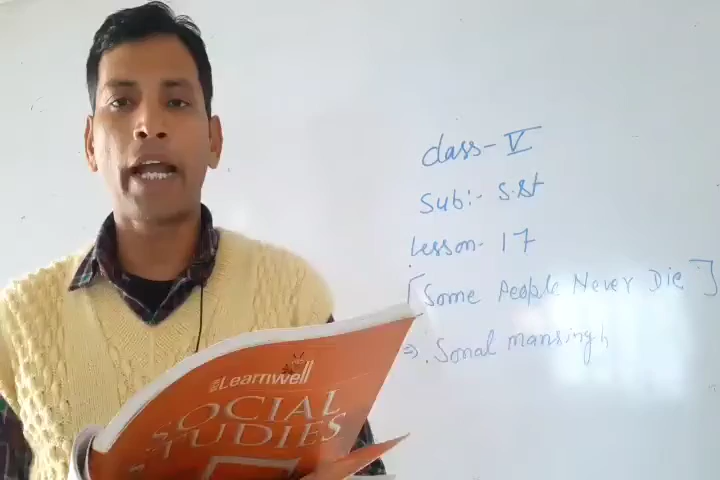 Class - V
Sub:- S.St
Lesson - 17
[Some People Never Die]
⇒ . Sonal mansingh
Learnwell
SOCIAL
STUDIES